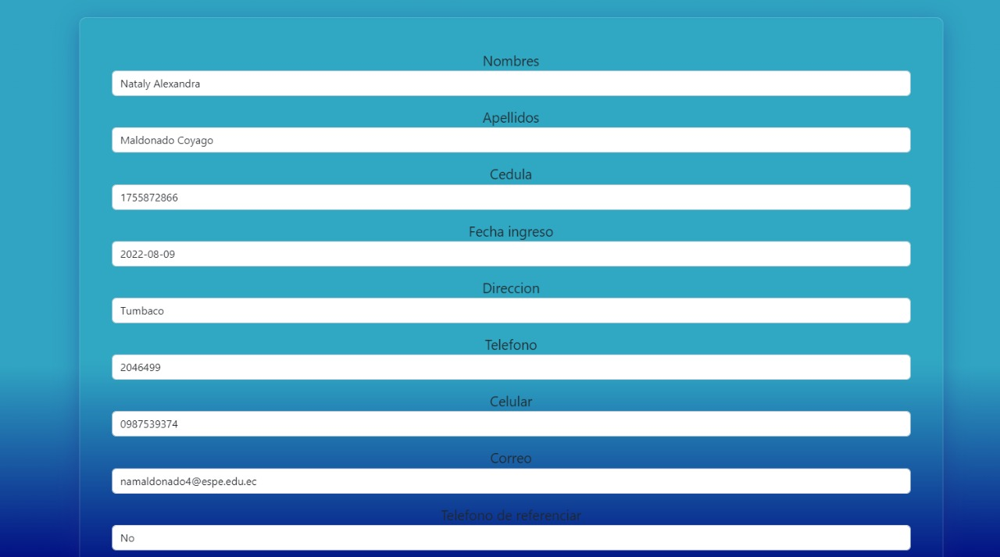 Nombres
Nataly Alexandra
Apellidos
Maldonado Coyago
Cedula
1755872866
Fecha ingreso
2022-08-09
Direccion
Tumbaco
Telefono
2046499
Celular
0987539374
Correo
namaldonado4@espe.edu.ec
Telefono de referenciar
No